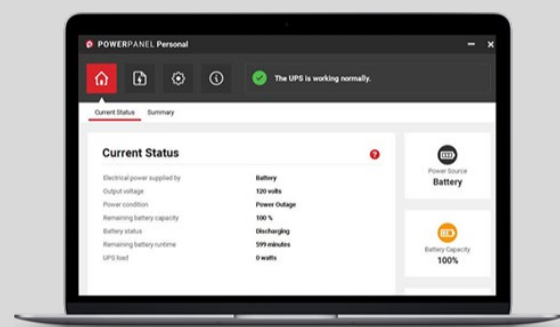 POWERPANEL Personal
The UPS is working normally.
Current Status Summary
Current Status
Electrical power supplied by Battery
Output voltage 120 volts
Power condition Power Outage
Remaining battery capacity 100 %
Battery status Discharging
Remaining battery runtime 599 minutes
UPS load 0 watts
Power Source
Battery
Battery Capacity
100%